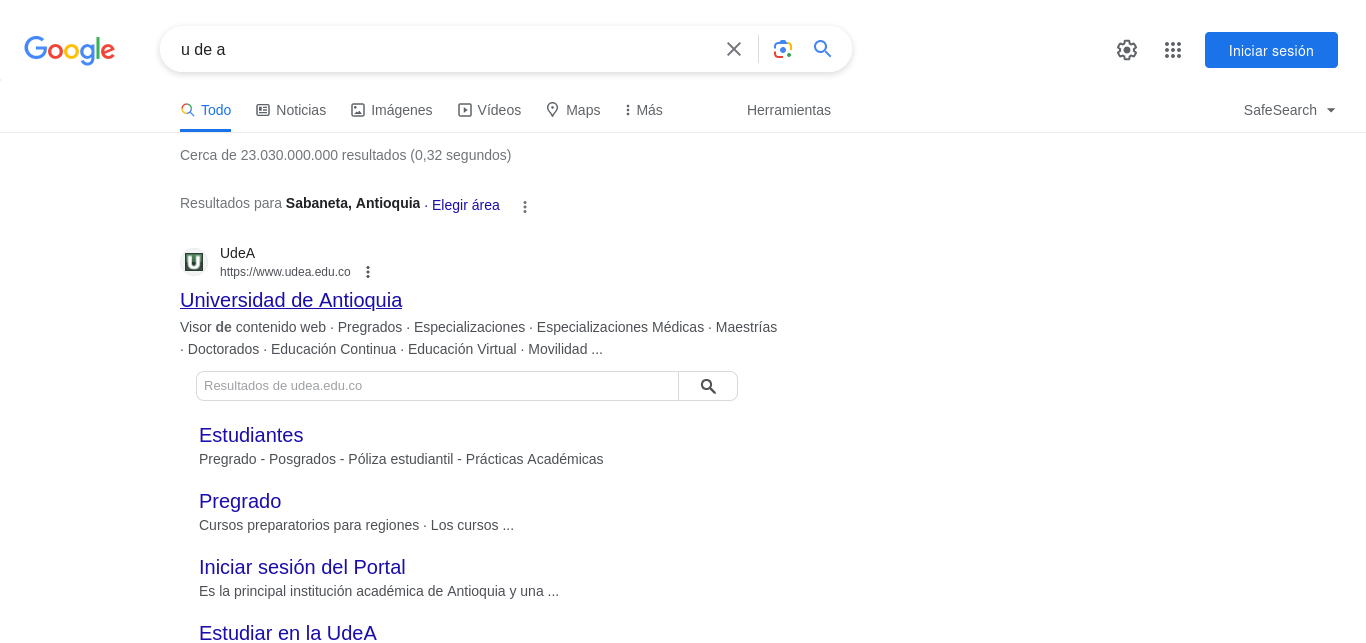 Google
u de a
Iniciar sesión
Todo Noticias Imágenes Vídeos Maps Más Herramientas SafeSearch
Cerca de 23.030.000.000 resultados (0,32 segundos)
Resultados para Sabaneta, Antioquia · Elegir área
UdeA
https://www.udea.edu.co
Universidad de Antioquia
Visor de contenido web · Pregrados · Especializaciones · Especializaciones Médicas · Maestrías
· Doctorados · Educación Continua · Educación Virtual · Movilidad ...
Resultados de udea.edu.co
Estudiantes
Pregrado - Posgrados - Póliza estudiantil - Prácticas Académicas
Pregrado
Cursos preparatorios para regiones · Los cursos ...
Iniciar sesión del Portal
Es la principal institución académica de Antioquia y una ...
Estudiar en la UdeA